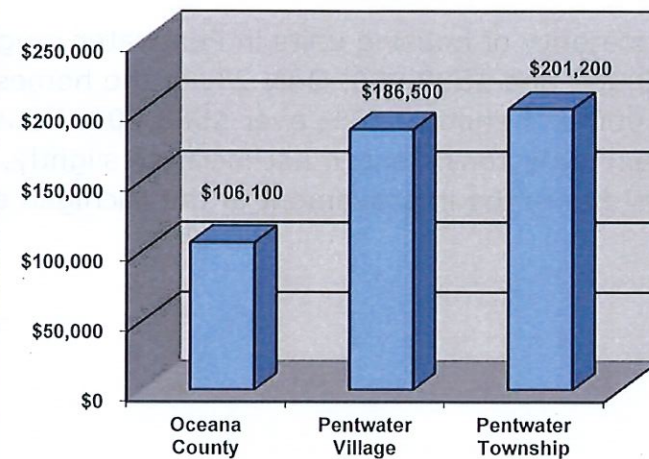 $250,000
$200,000
$150,000
$100,000
$50,000
$0
$106,100
$186,500
$201,200
Oceana
County
Pentwater
Village
Pentwater
Township